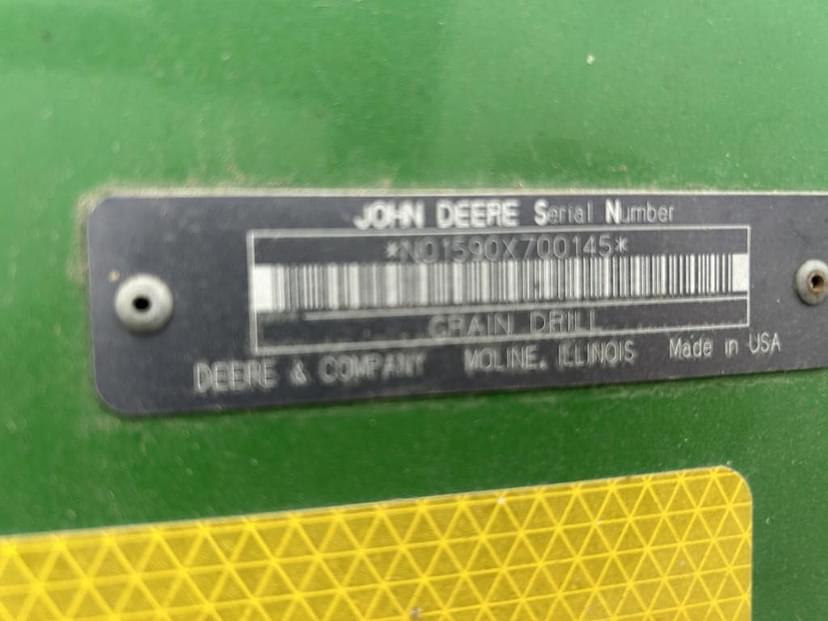 JOHN DEERE Serial Number
*N01590X700145*
GRAIN DRILL
DEERE & COMPANY MOLINE, ILLINOIS Made in USA